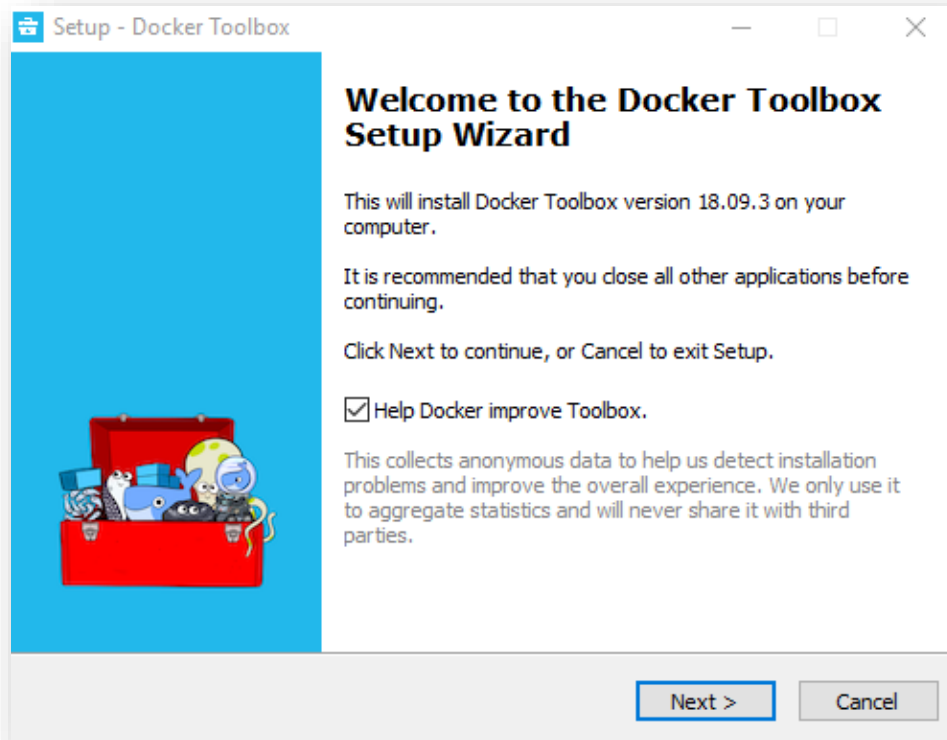 Setup - Docker Toolbox
Welcome to the Docker Toolbox
Setup Wizard
This will install Docker Toolbox version 18.09.3 on your
computer.
It is recommended that you close all other applications before
continuing.
Click Next to continue, or Cancel to exit Setup.
Help Docker improve Toolbox.
This collects anonymous data to help us detect installation
problems and improve the overall experience. We only use it
to aggregate statistics and will never share it with third
parties.
Next >
Cancel